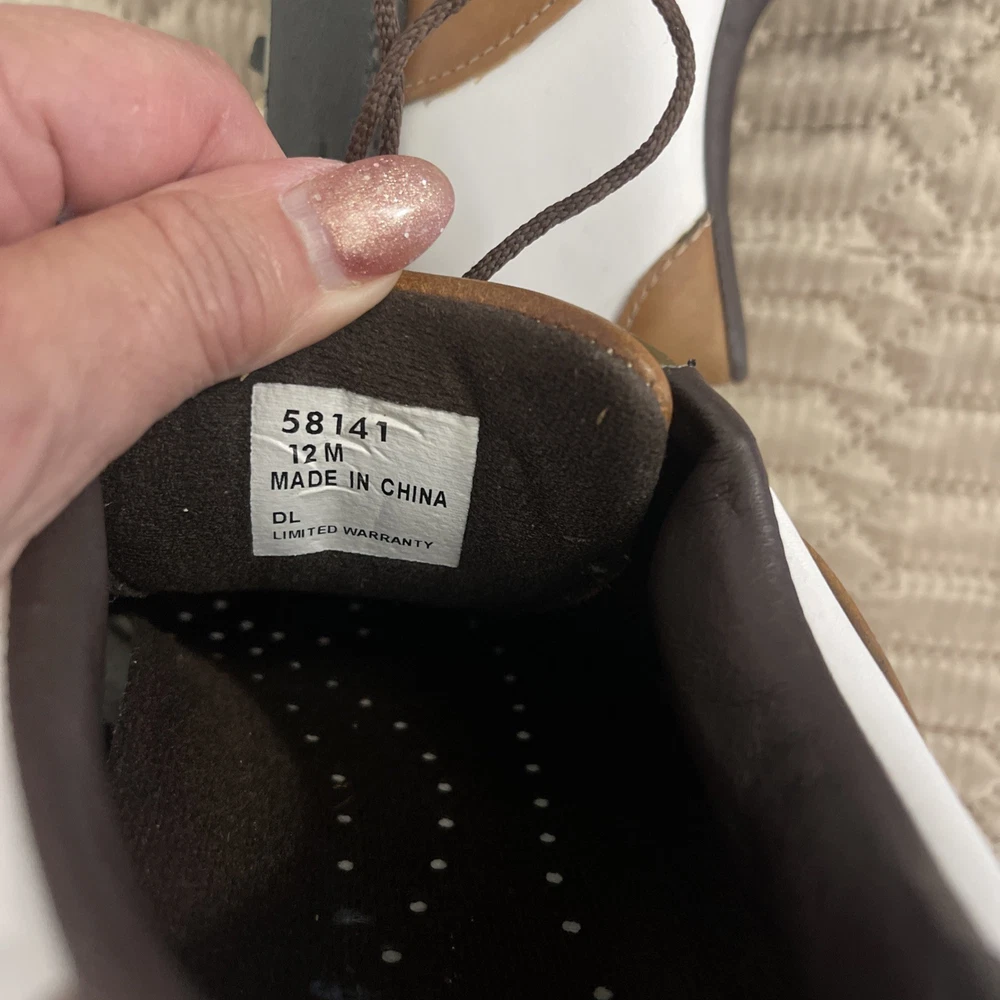 58141
12 M
MADE IN CHINA
DL
LIMITED WARRANTY